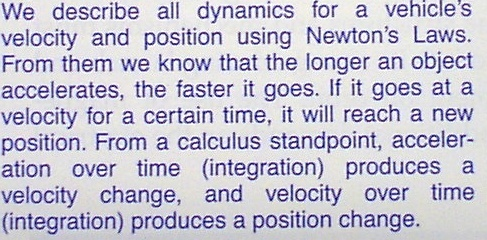 We describe all dynamics for a vehicle's
velocity and position using Newton's Laws.
From them we know that the longer an object
accelerates, the faster it goes. If it goes at a
velocity for a certain time, it will reach a new
position. From a calculus standpoint, acceler-
ation over time (integration) produces a
velocity change, and velocity over time
(integration) produces a position change.